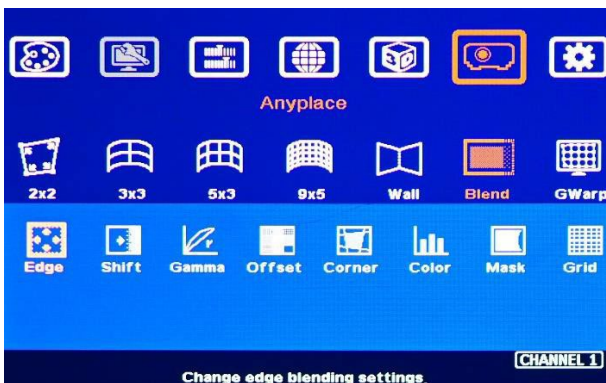 3D
Anyplace
2x2 3x3 5x3 9x5 Wall Blend GWarp
Edge Shift Gamma Offset Corner Color Mask Grid
CHANNEL 1
Change edge blending settings